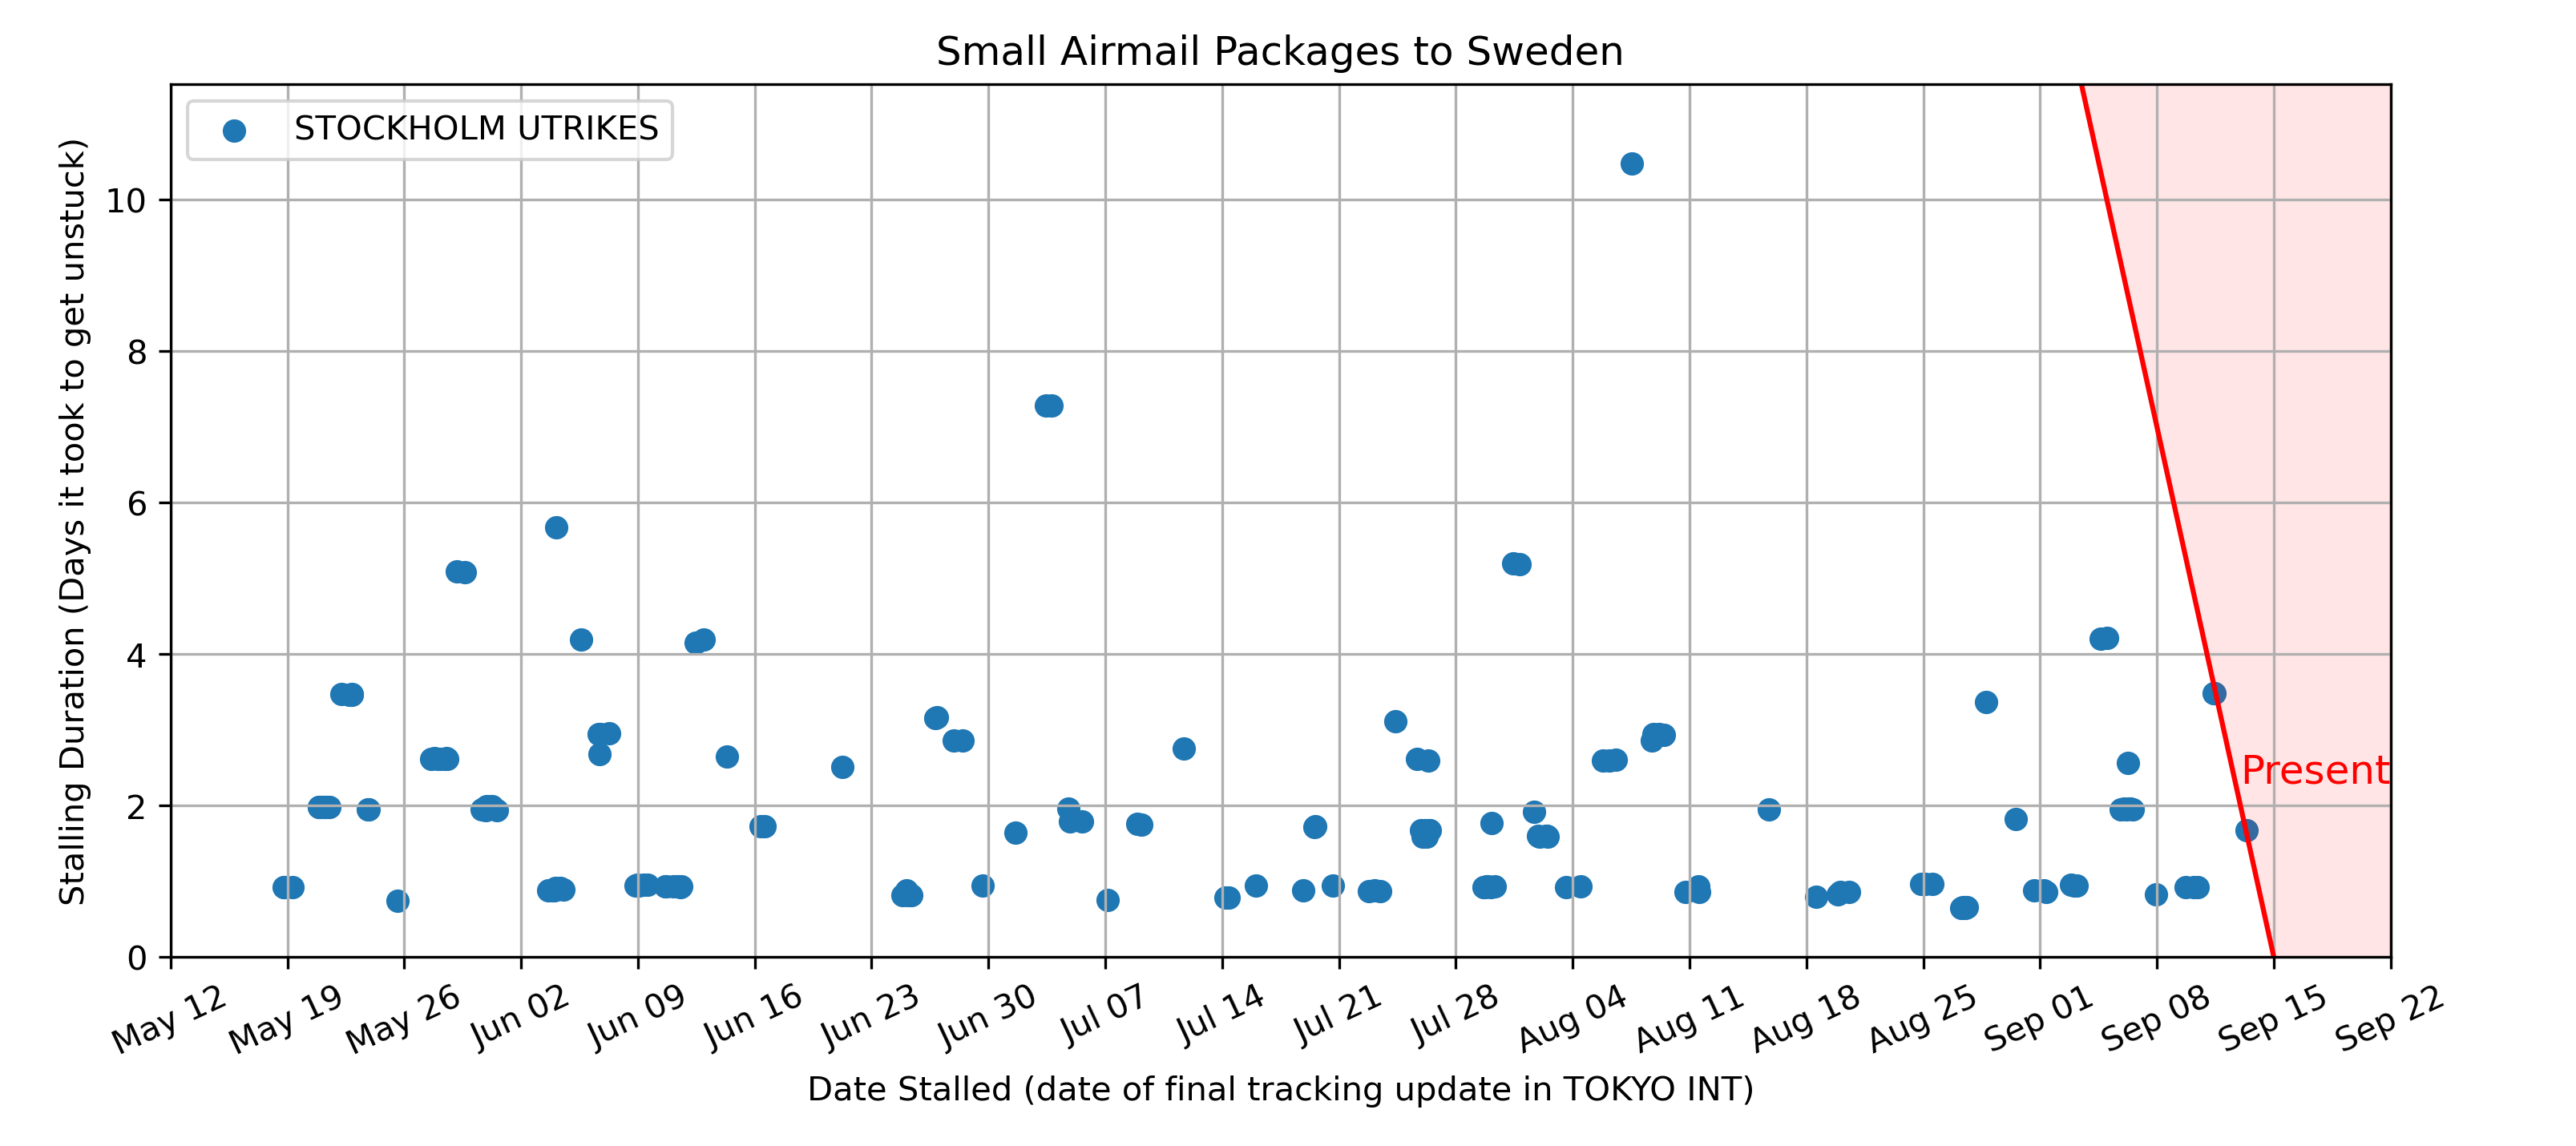 Small Airmail Packages to Sweden
STOCKHOLM UTRIKES
Stalling Duration (Days it took to get unstuck)
10
8
6
4
2
0
Present
May 12
May 19
May 26
Jun 02
Jun 09
Jun 16
Jun 23
Jun 30
Jul 07
Jul 14
Jul 21
Jul 28
Aug 04
Aug 11
Aug 18
Aug 25
Sep 01
Sep 08
Sep 15
Sep 22
Date Stalled (date of final tracking update in TOKYO INT)